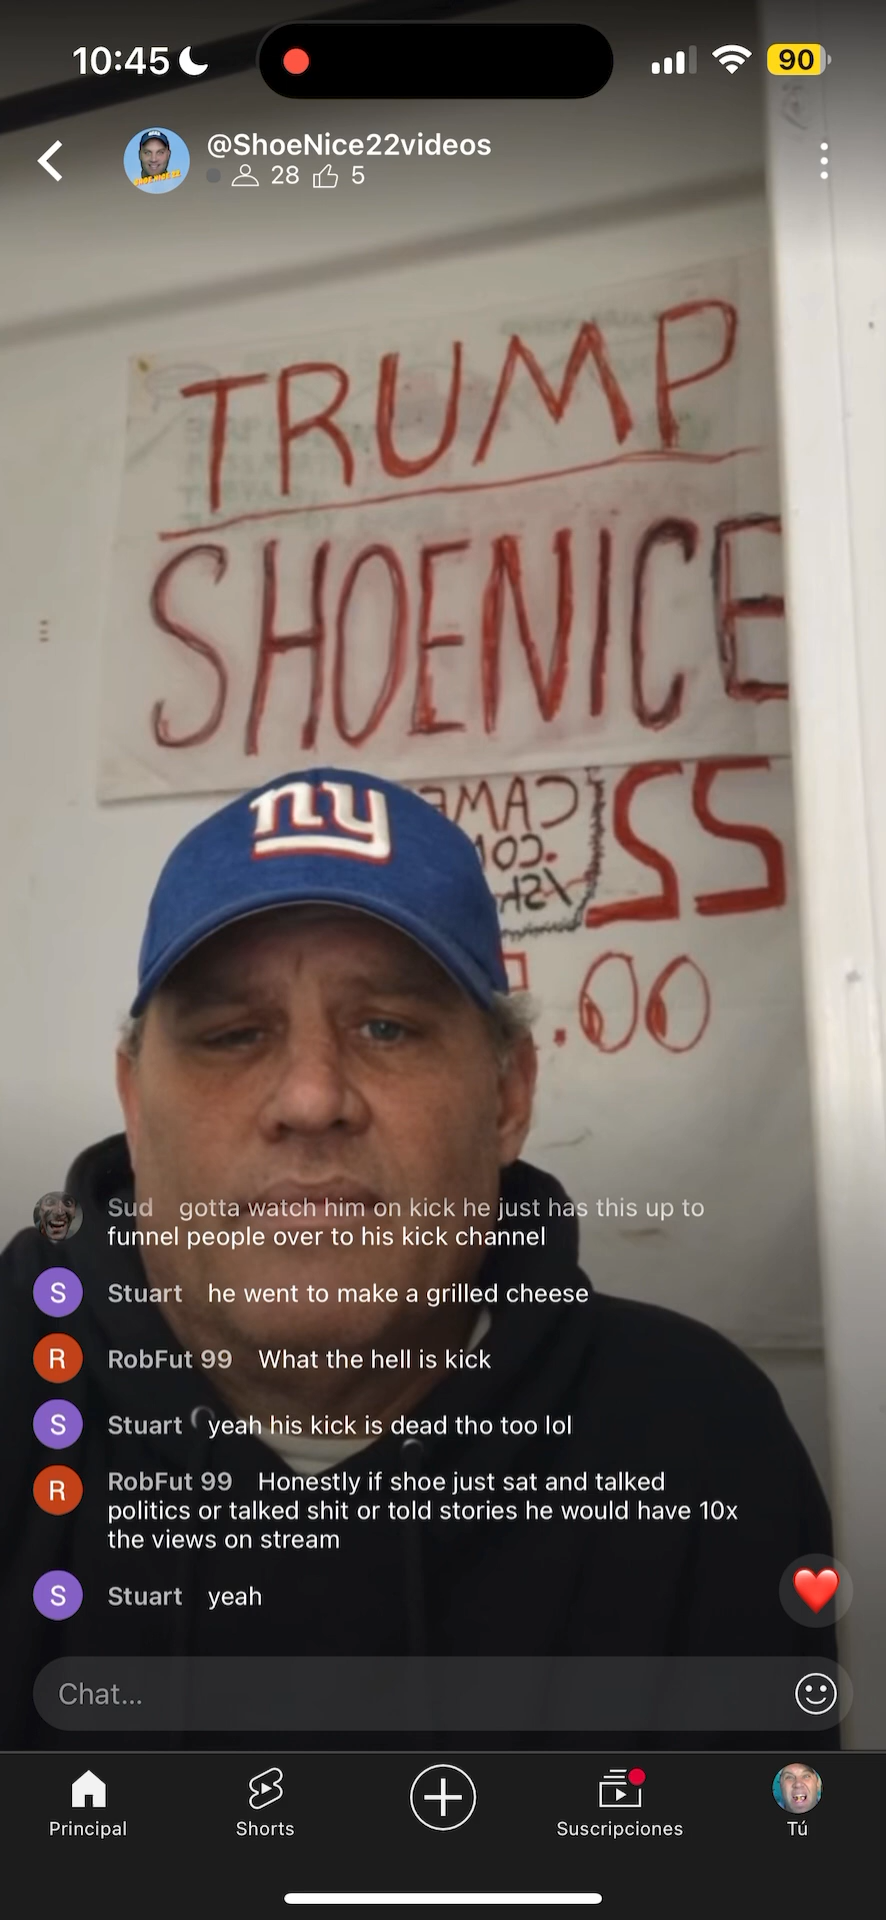 10:45
90
@ShoeNice22videos
28 5
TRUMP
SHOENICE
22
CAME
.CO
.00
ny
Sud gotta watch him on kick he just has this up to
funnel people over to his kick channel
Stuart he went to make a grilled cheese
RobFut 99 What the hell is kick
Stuart yeah his kick is dead tho too lol
RobFut 99 Honestly if shoe just sat and talked
politics or talked shit or told stories he would have 10x
the views on stream
Stuart yeah
Chat...
Principal
Shorts
Suscripciones
Tú